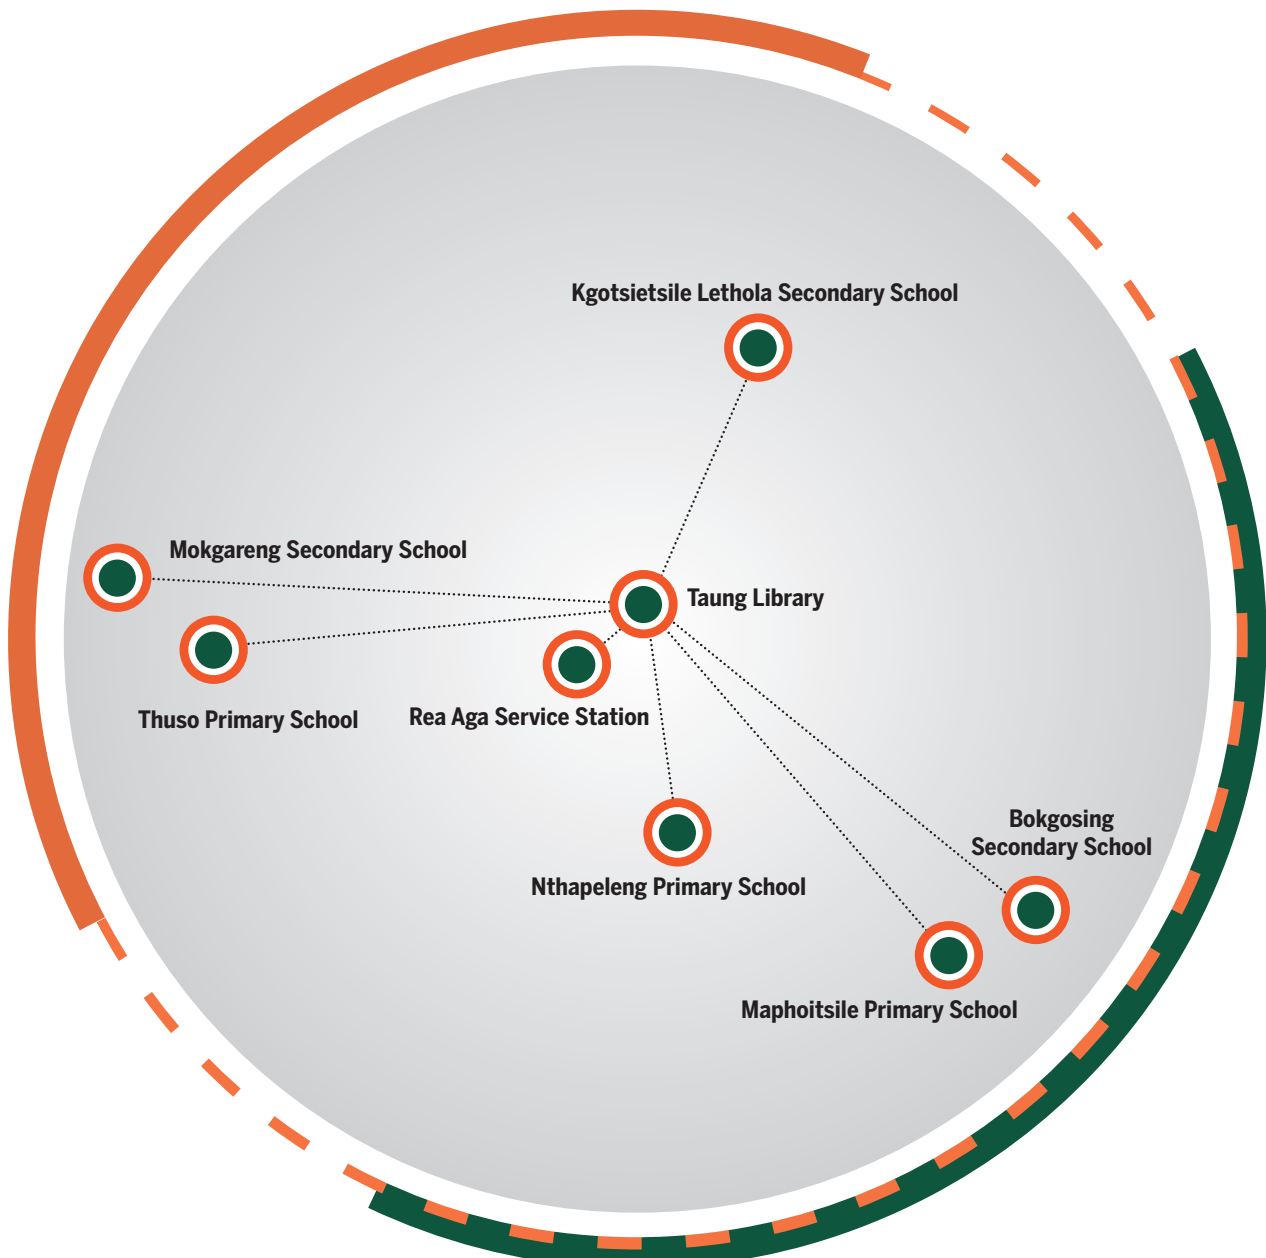 Kgotsietsile Lethola Secondary School
Mokgareng Secondary School
Taung Library
Thuso Primary School
Rea Aga Service Station
Bokgosing
Secondary School
Nthapeleng Primary School
Maphoitsile Primary School